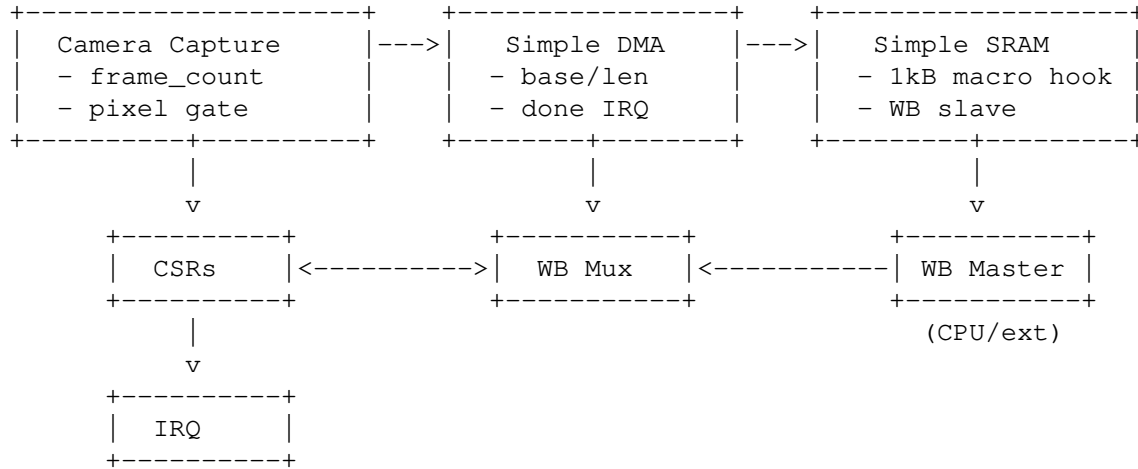 Camera Capture
- frame_count
- pixel gate
Simple DMA
- base/len
- done IRQ
Simple SRAM
- 1kB macro hook
- WB slave
CSRs
WB Mux
WB Master
(CPU/ext)
IRQ